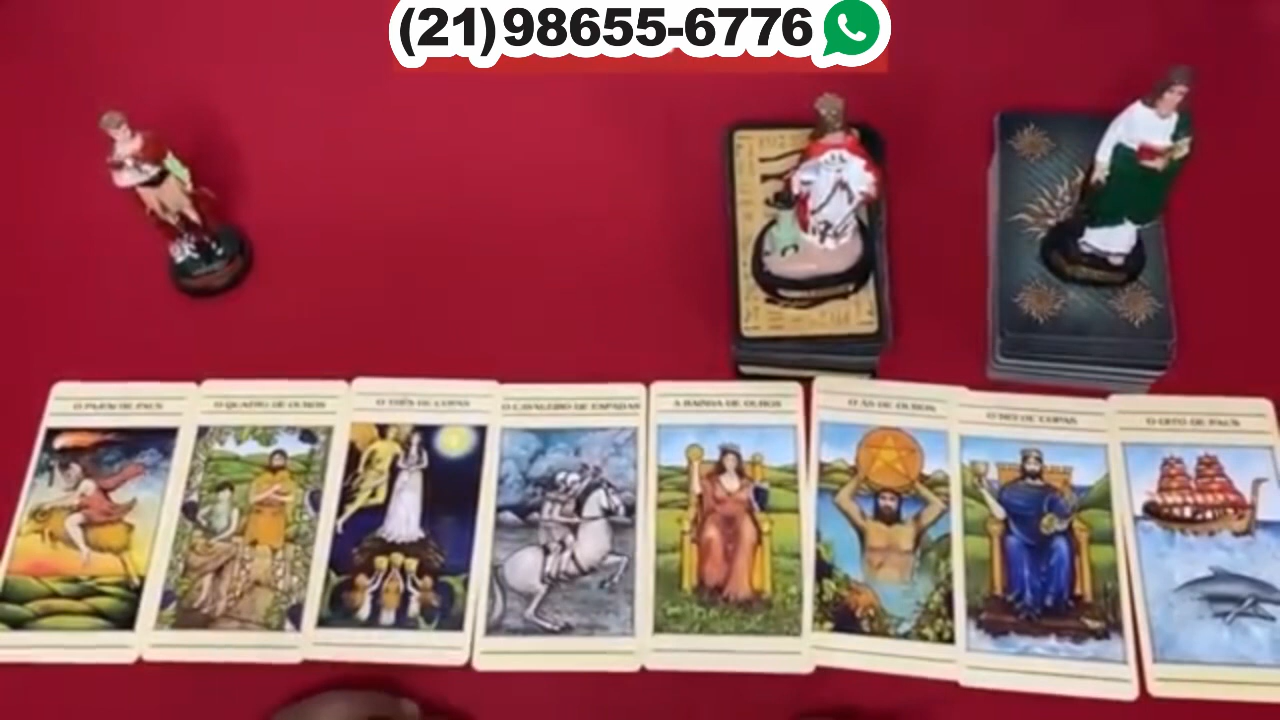 (21)98655-6776
O PAJEM DE PAUS
O QUATRO DE OUROS
O TRÊS DE COPAS
O CAVALEIRO DE ESPADAS
A RAINHA DE OUROS
O ÁS DE OUROS
O REI DE COPAS
O OITO DE PAUS